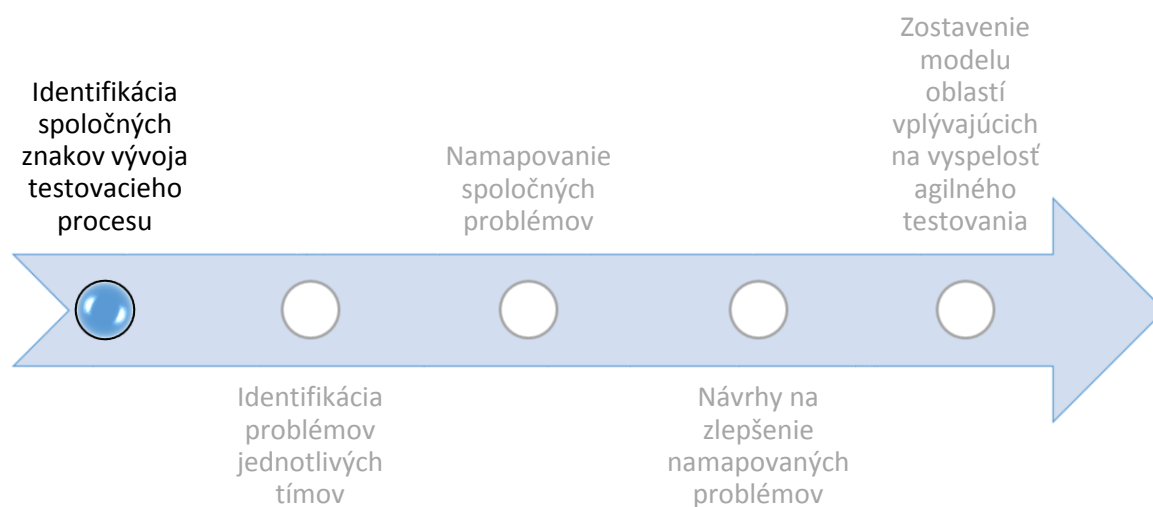 Identifikácia
spoločných
znakov vývoja
testovacieho
procesu
Identifikácia
problémov
jednotlivých
tímov
Namapovanie
spoločných
problémov
Návrhy na
zlepšenie
namapovaných
problémov
Zostavenie
modelu
oblastí
vplývajúcich
na vyspelosť
agilného
testovania